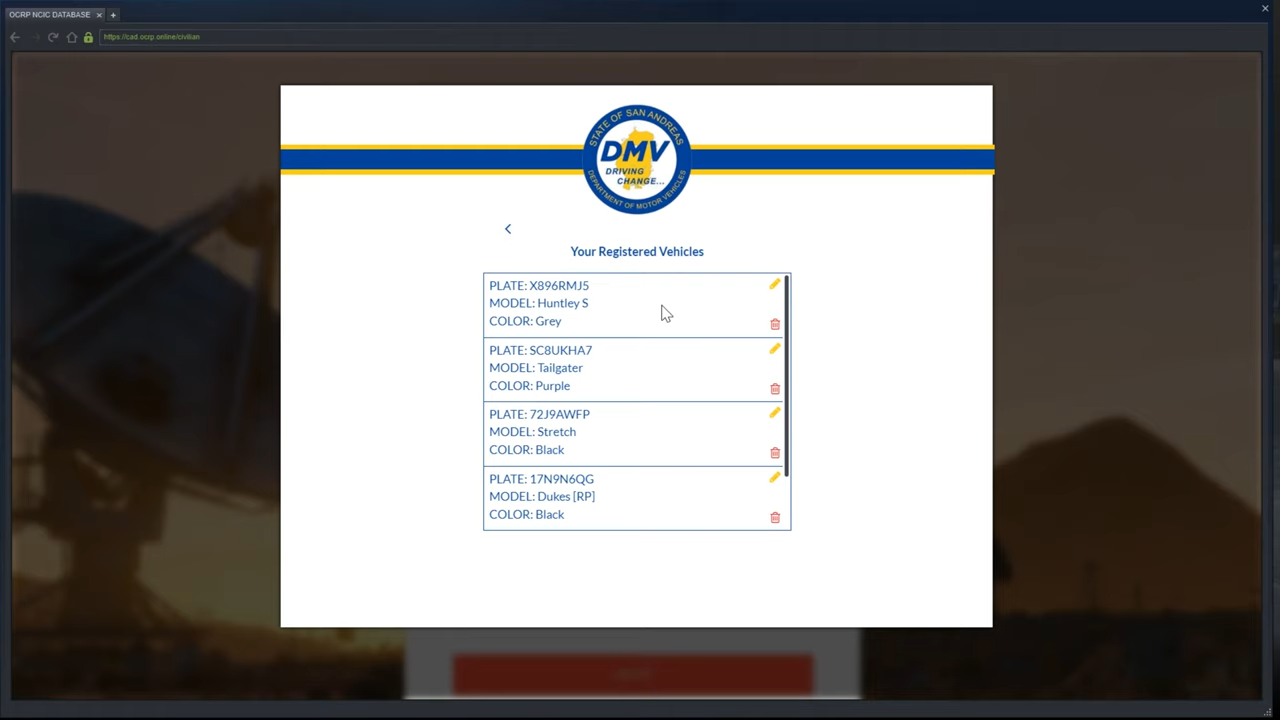 OCRP NCIC DATABASE
https://cad.ocrp.online/civilian
STATE OF SAN ANDREAS
DMV
DRIVING
CHANGE...
DEPARTMENT OF MOTOR VEHICLES
Your Registered Vehicles
PLATE: X896RMJ5
MODEL: Huntley S
COLOR: Grey
PLATE: SC8UKHA7
MODEL: Tailgater
COLOR: Purple
PLATE: 72J9AWFP
MODEL: Stretch
COLOR: Black
PLATE: 17N9N6QG
MODEL: Dukes [RP]
COLOR: Black